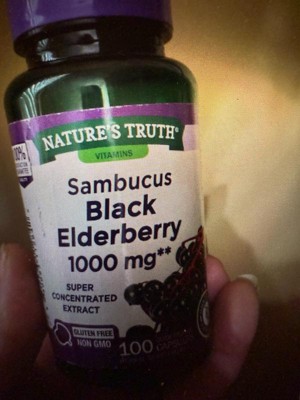 NATURE'S TRUTH®
VITAMINS
Sambucus
Black
Elderberry
1000 mg**
SUPER
CONCENTRATED
EXTRACT
GLUTEN FREE
NON GMO
100